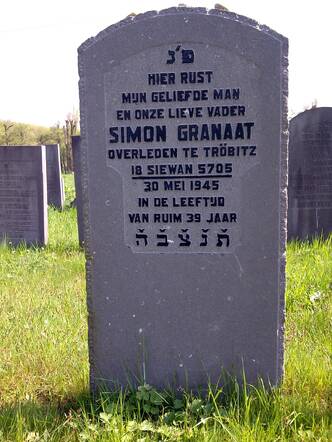 פ״נ
HIER RUST
MIJN GELIEFDE MAN
EN ONZE LIEVE VADER
SIMON GRANAAT
OVERLEDEN TE TRÖBITZ
18 SIEWAN 5705
30 MEI 1945
IN DE LEEFTIJD
VAN RUIM 39 JAAR
תנצבה